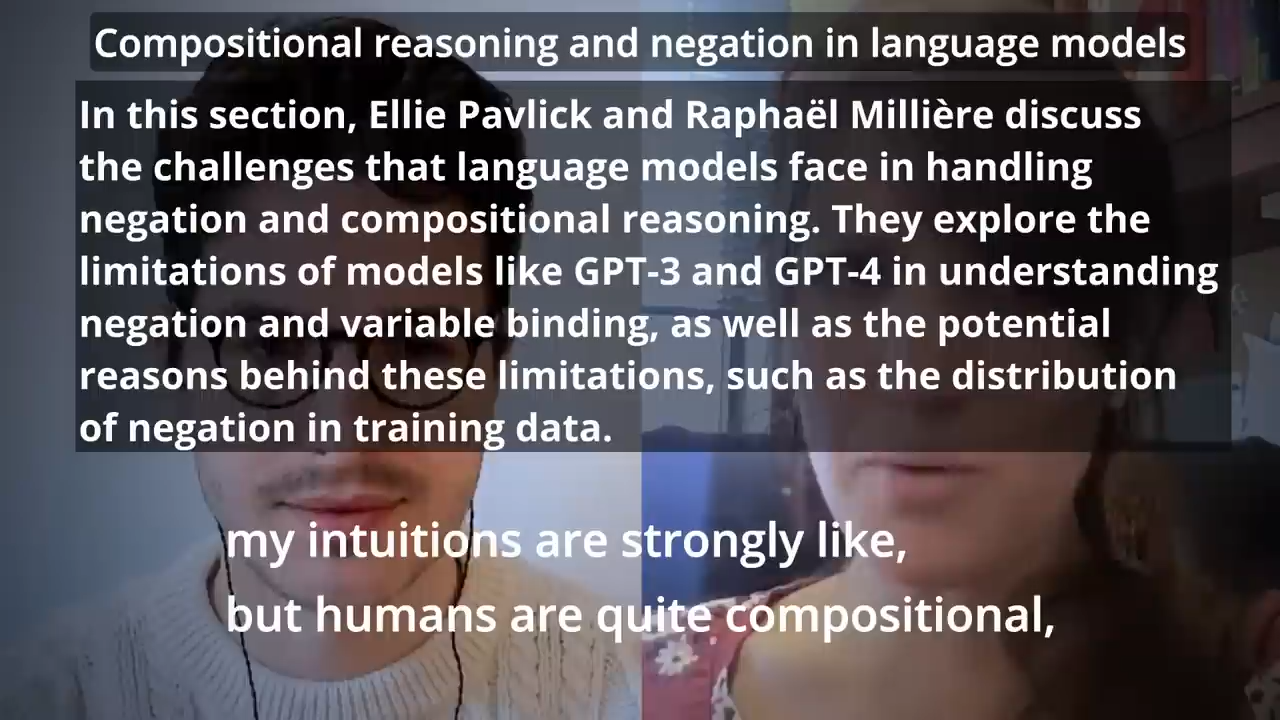 Compositional reasoning and negation in language models
In this section, Ellie Pavlick and Raphaël Millière discuss
the challenges that language models face in handling
negation and compositional reasoning. They explore the
limitations of models like GPT-3 and GPT-4 in understanding
negation and variable binding, as well as the potential
reasons behind these limitations, such as the distribution
of negation in training data.
my intuitions are strongly like,
but humans are quite compositional,